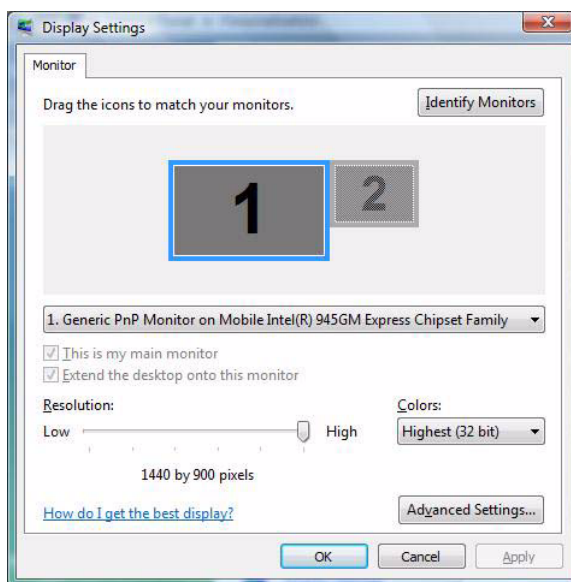 Display Settings
Monitor
Drag the icons to match your monitors.
Identify Monitors
1
2
1. Generic PnP Monitor on Mobile Intel(R) 945GM Express Chipset Family
This is my main monitor
Extend the desktop onto this monitor
Resolution:
Colors:
Low
High
Highest (32 bit)
1440 by 900 pixels
How do I get the best display?
Advanced Settings...
OK
Cancel
Apply